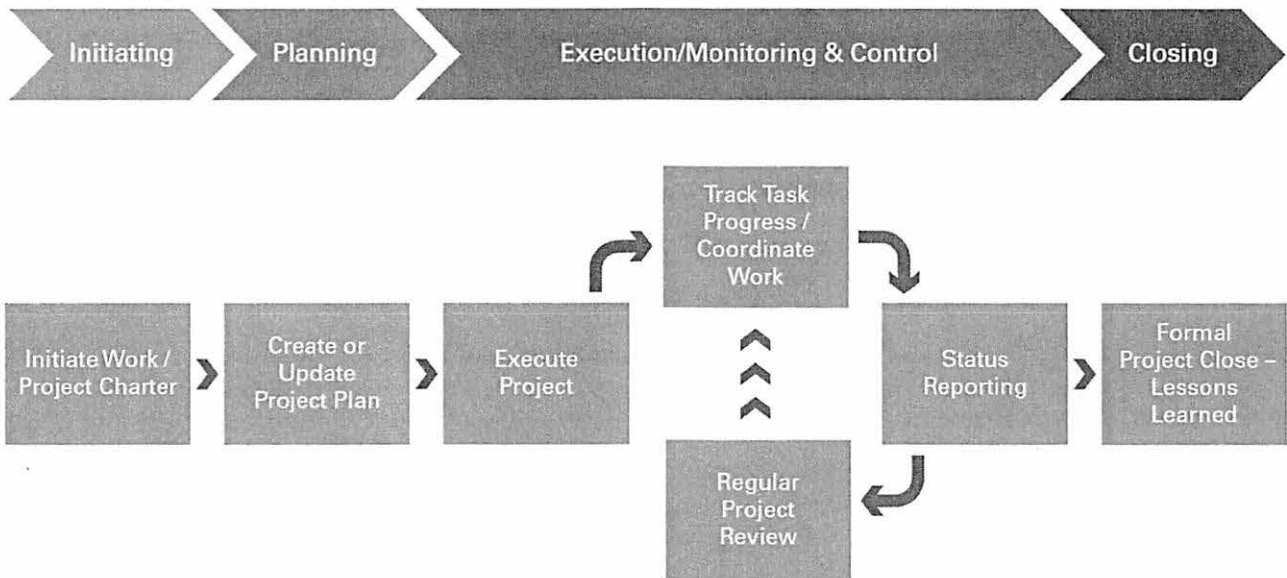 Initiating
Planning
Execution/Monitoring & Control
Closing
Track Task
Progress /
Coordinate
Work
Initiate Work /
Project Charter
Create or
Update
Project Plan
Execute
Project
Status
Reporting
Formal
Project Close –
Lessons
Learned
Regular
Project
Review